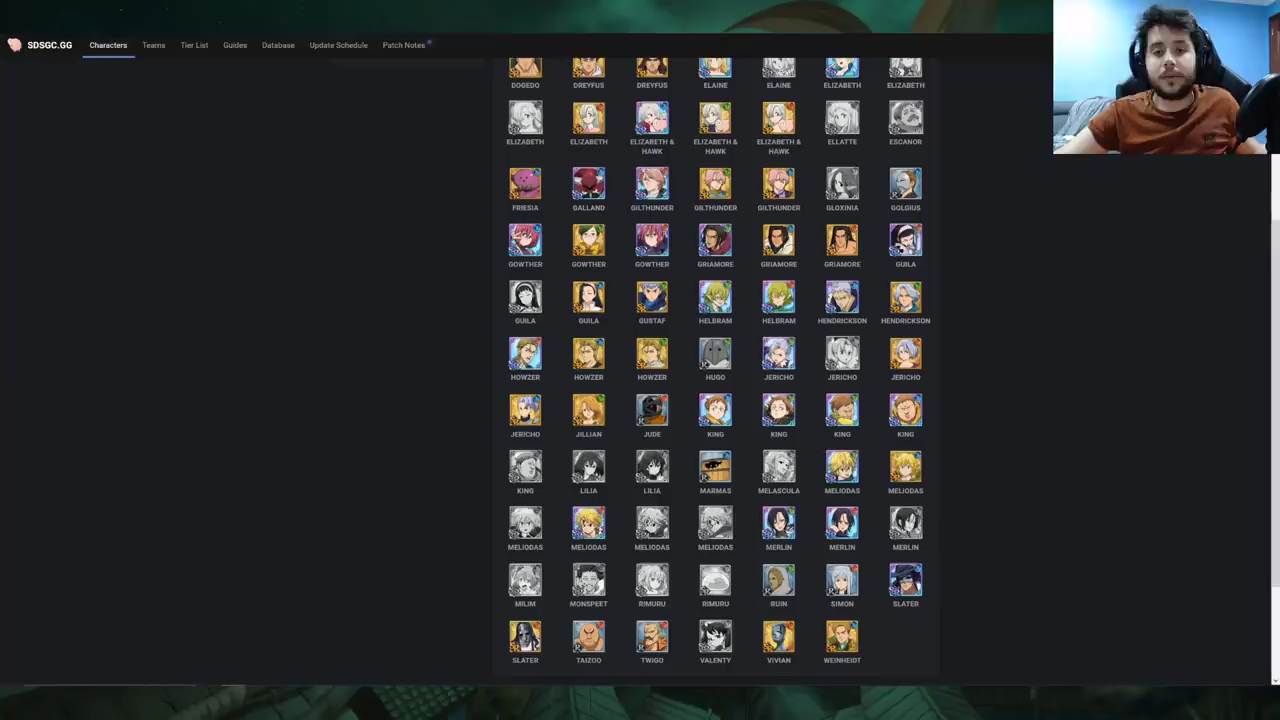 SDSGC.GG Characters Teams Tier List Guides Database Update Schedule Patch Notes
DOGEDO DREYFUS DREYFUS ELAINE ELAINE ELIZABETH ELIZABETH
ELIZABETH ELIZABETH ELIZABETH & HAWK ELIZABETH & HAWK ELIZABETH & HAWK ELLATTE ESCANOR
FRIESIA GALLAND GILTHUNDER GILTHUNDER GILTHUNDER GLOXINIA GOLGIUS
GOWTHER GOWTHER GOWTHER GRIAMORE GRIAMORE GRIAMORE GUILA
GUILA GUILA GUSTAF HELBRAM HELBRAM HENDRICKSON HENDRICKSON
HOWZER HOWZER HOWZER HUGO JERICHO JERICHO JERICHO
JERICHO JILLIAN JUDE KING KING KING KING
KING LILIA LILIA MARMAS MELASCULA MELIODAS MELIODAS
MELIODAS MELIODAS MELIODAS MELIODAS MERLIN MERLIN MERLIN
MILIM MONSPEET RIMURU RIMURU RUIN SIMON SLATER
SLATER TAIZOO TWIGO VALENTY VIVIAN WEINHEIDT